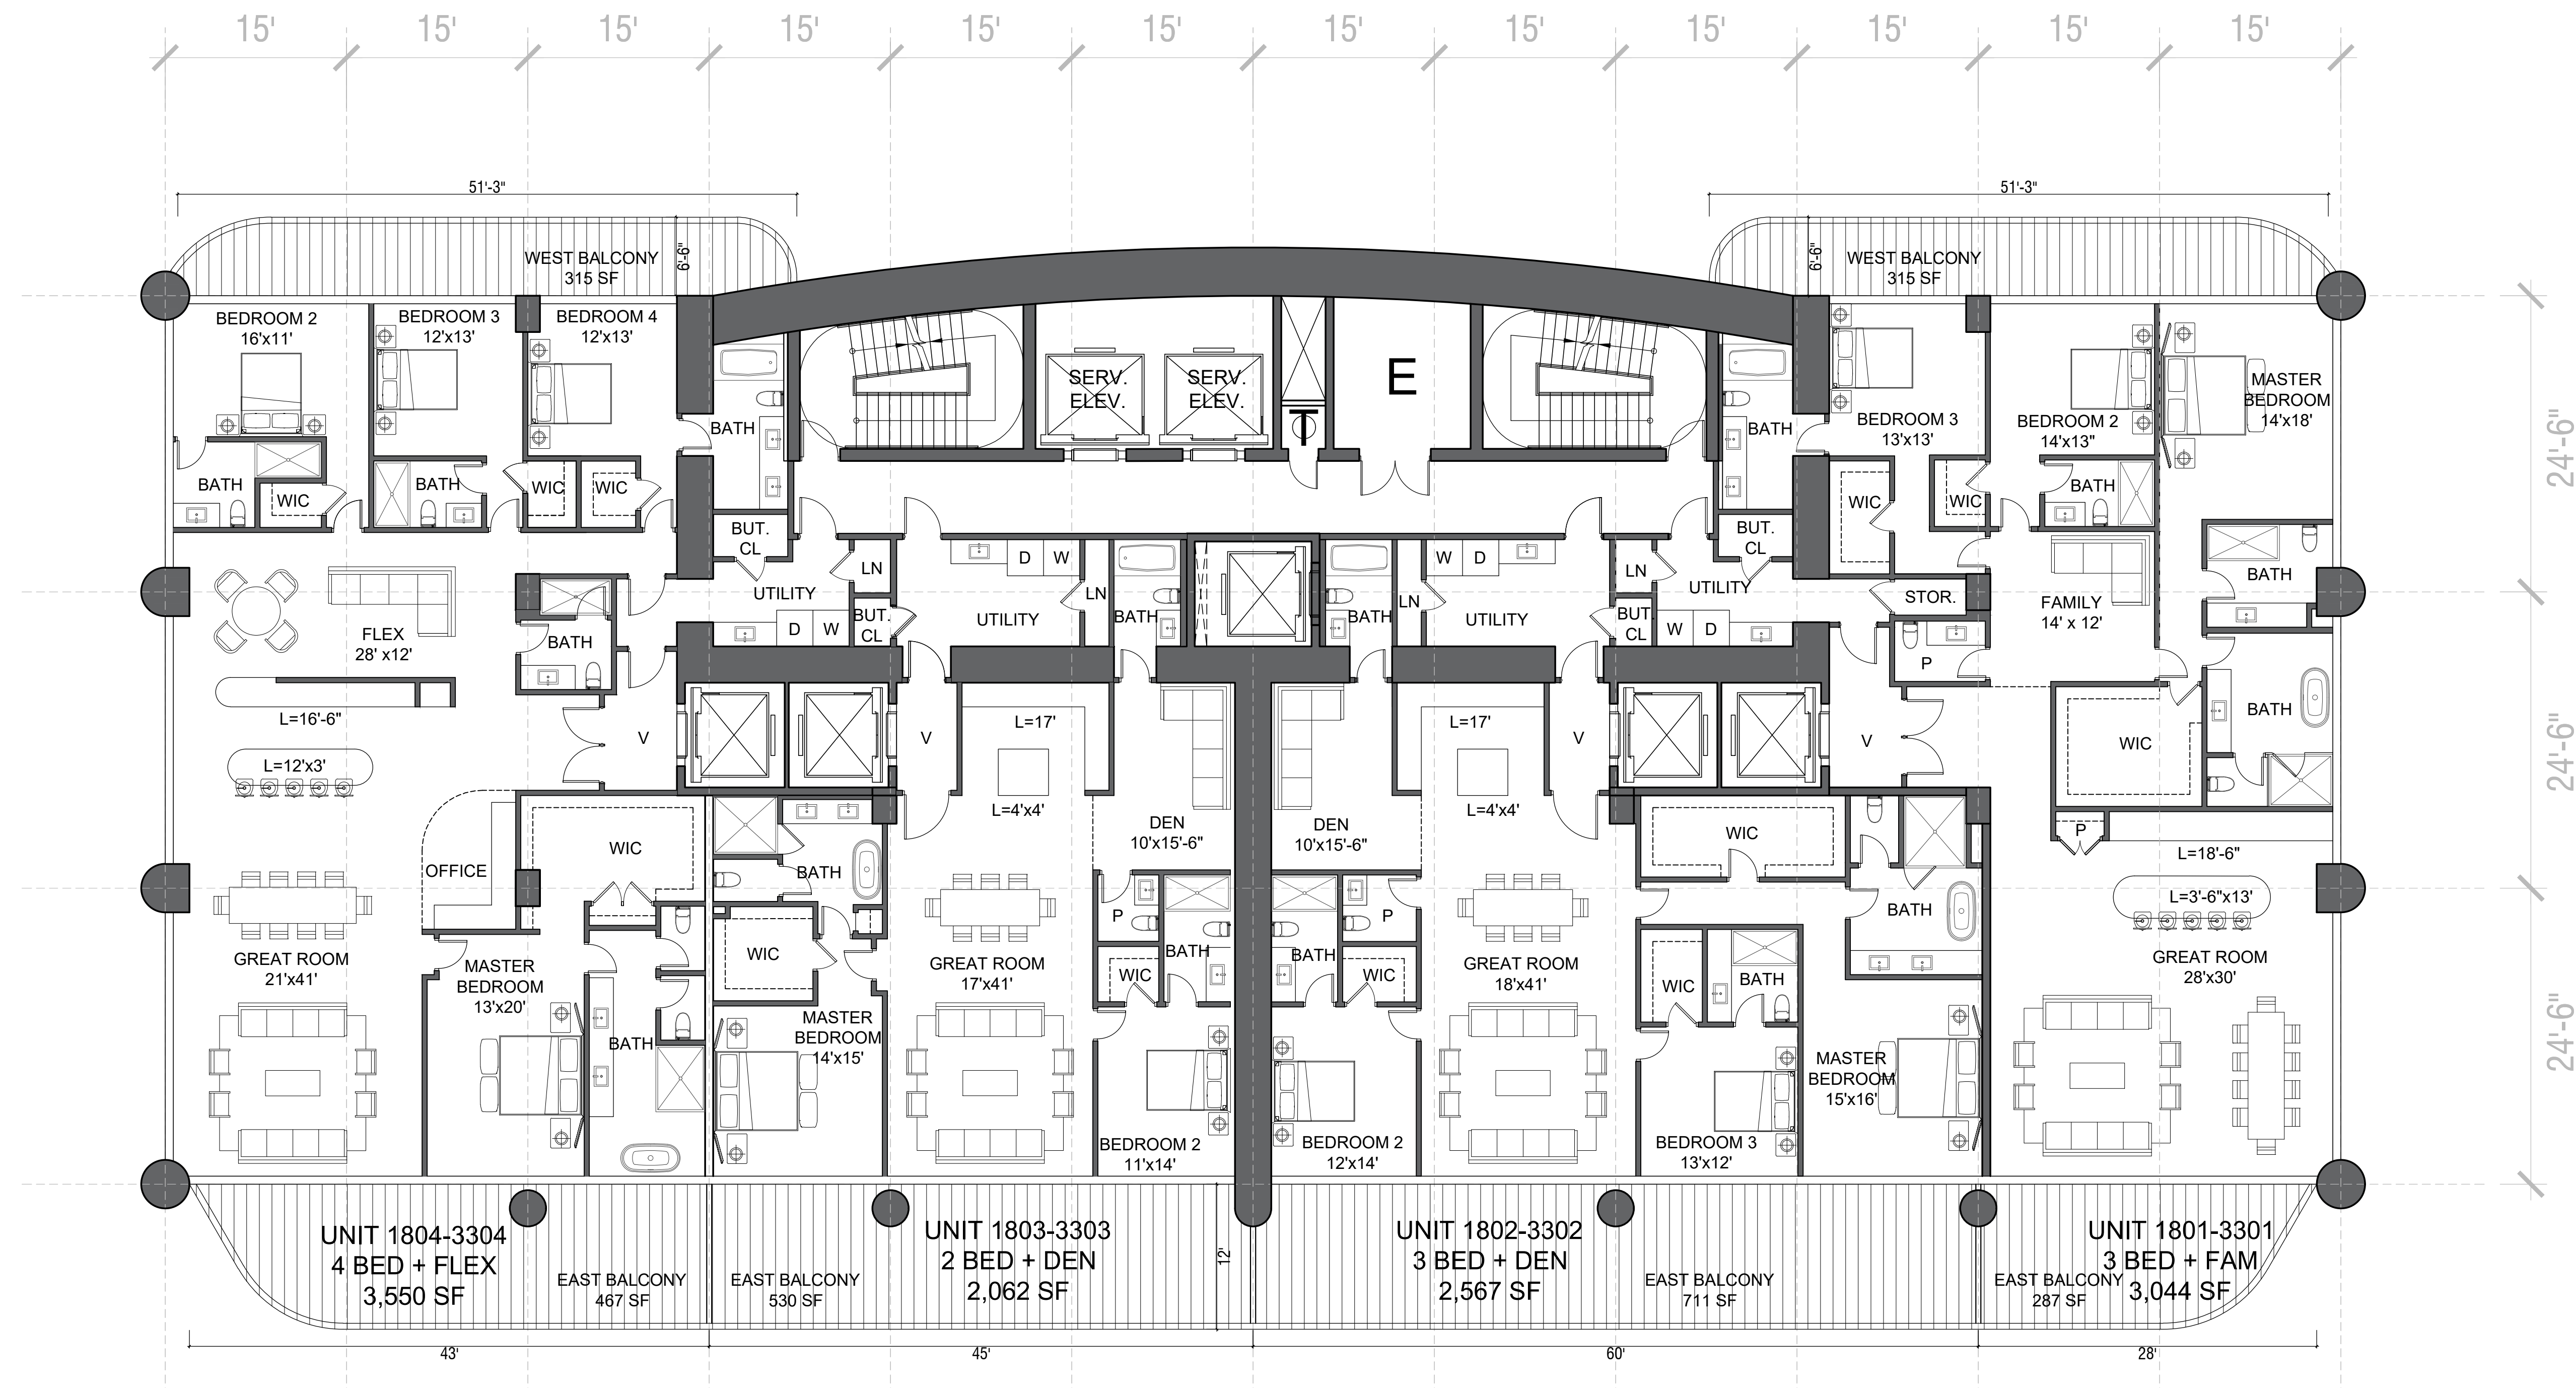 15' 15' 15' 15' 15' 15' 15' 15' 15' 15' 15' 15'
51'-3"
51'-3"
WEST BALCONY
315 SF
6'-6"
6'-6"
WEST BALCONY
315 SF
BEDROOM 2
16'x11'
BEDROOM 3
12'x13'
BEDROOM 4
12'x13'
BATH
SERV.
ELEV.
SERV.
ELEV.
T
E
BATH
BEDROOM 3
13'x13'
BEDROOM 2
14'x13"
MASTER
BEDROOM
14'x18'
24'-6"
BATH
WIC
BATH
WIC
WIC
WIC
WIC
BATH
BUT.
CL
LN
UTILITY
D W
BUT.
CL
D W
UTILITY
LN
BATH
BATH
LN
W D
UTILITY
LN
BUT.
CL
BUT.
CL
UTILITY
W D
STOR.
P
FAMILY
14' x 12'
BATH
FLEX
28' x12'
BATH
L=16'-6"
L=12'x3'
V
V
L=17'
L=4'x4'
DEN
10'x15'-6"
DEN
10'x15'-6"
L=17'
L=4'x4'
V
V
WIC
BATH
24'-6"
P
L=18'-6"
L=3'-6"x13'
OFFICE
WIC
BATH
WIC
P
BATH
WIC
BATH
P
WIC
WIC
BATH
WIC
BATH
GREAT ROOM
21'x41'
MASTER
BEDROOM
13'x20'
BATH
MASTER
BEDROOM
14'x15'
GREAT ROOM
17'x41'
BEDROOM 2
11'x14'
BEDROOM 2
12'x14'
GREAT ROOM
18'x41'
BEDROOM 3
13'x12'
MASTER
BEDROOM
15'x16'
GREAT ROOM
28'x30'
24'-6"
UNIT 1804-3304
4 BED + FLEX
3,550 SF
EAST BALCONY
467 SF
EAST BALCONY
530 SF
UNIT 1803-3303
2 BED + DEN
2,062 SF
12'
UNIT 1802-3302
3 BED + DEN
2,567 SF
EAST BALCONY
711 SF
EAST BALCONY
287 SF
UNIT 1801-3301
3 BED + FAM
3,044 SF
43' 45' 60' 28'